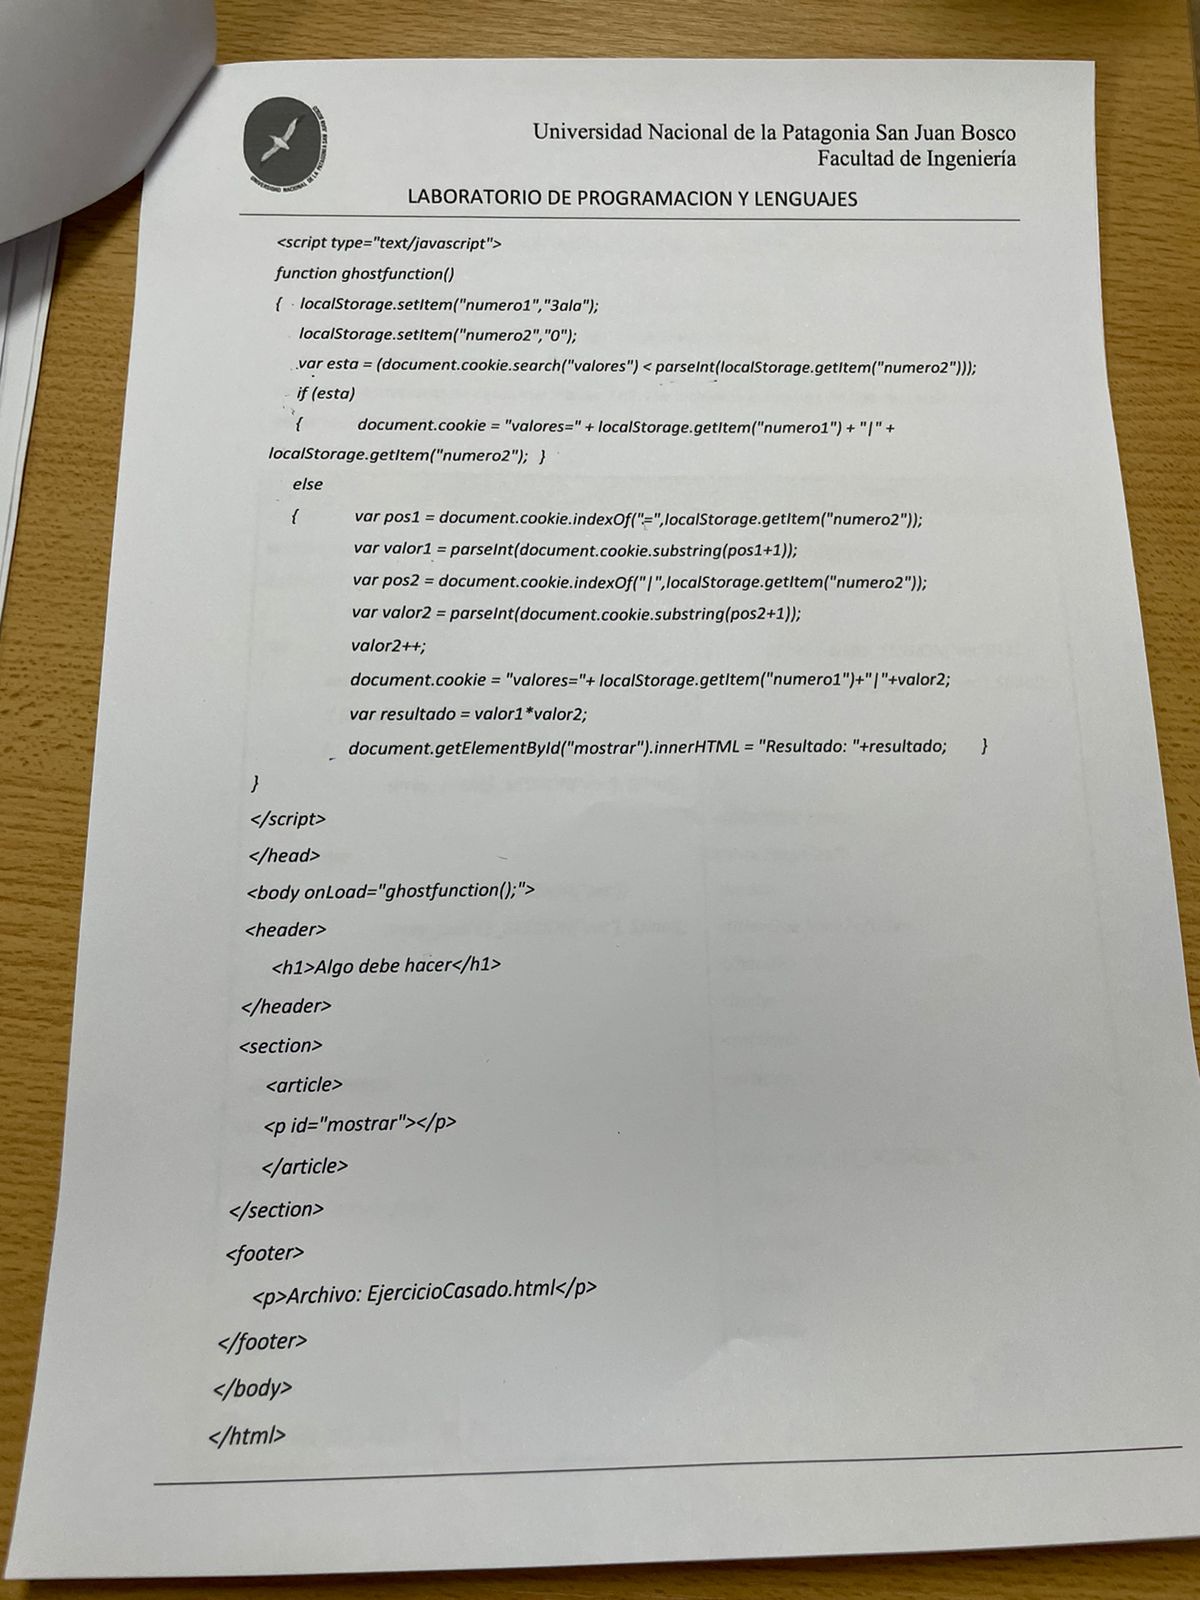 UNIVERSIDAD NACIONAL DE LA PATAGONIA SAN JUAN BOSCO
Universidad Nacional de la Patagonia San Juan Bosco
Facultad de Ingeniería
LABORATORIO DE PROGRAMACION Y LENGUAJES
<script type="text/javascript">
function ghostfunction()
{ localStorage.setItem("numero1","3ala");
localStorage.setItem("numero2","0");
var esta = (document.cookie.search("valores") < parseInt(localStorage.getItem("numero2")));
if (esta)
{ document.cookie = "valores=" + localStorage.getItem("numero1") + "|" +
localStorage.getItem("numero2"); }
else
{ var pos1 = document.cookie.indexOf("=",localStorage.getItem("numero2"));
var valor1 = parseInt(document.cookie.substring(pos1+1));
var pos2 = document.cookie.indexOf("|",localStorage.getItem("numero2"));
var valor2 = parseInt(document.cookie.substring(pos2+1));
valor2++;
document.cookie = "valores="+ localStorage.getItem("numero1")+"|"+valor2;
var resultado = valor1*valor2;
document.getElementById("mostrar").innerHTML = "Resultado: "+resultado; }
}
</script>
</head>
<body onLoad="ghostfunction();">
<header>
<h1>Algo debe hacer</h1>
</header>
<section>
<article>
<p id="mostrar"></p>
</article>
</section>
<footer>
<p>Archivo: EjercicioCasado.html</p>
</footer>
</body>
</html>